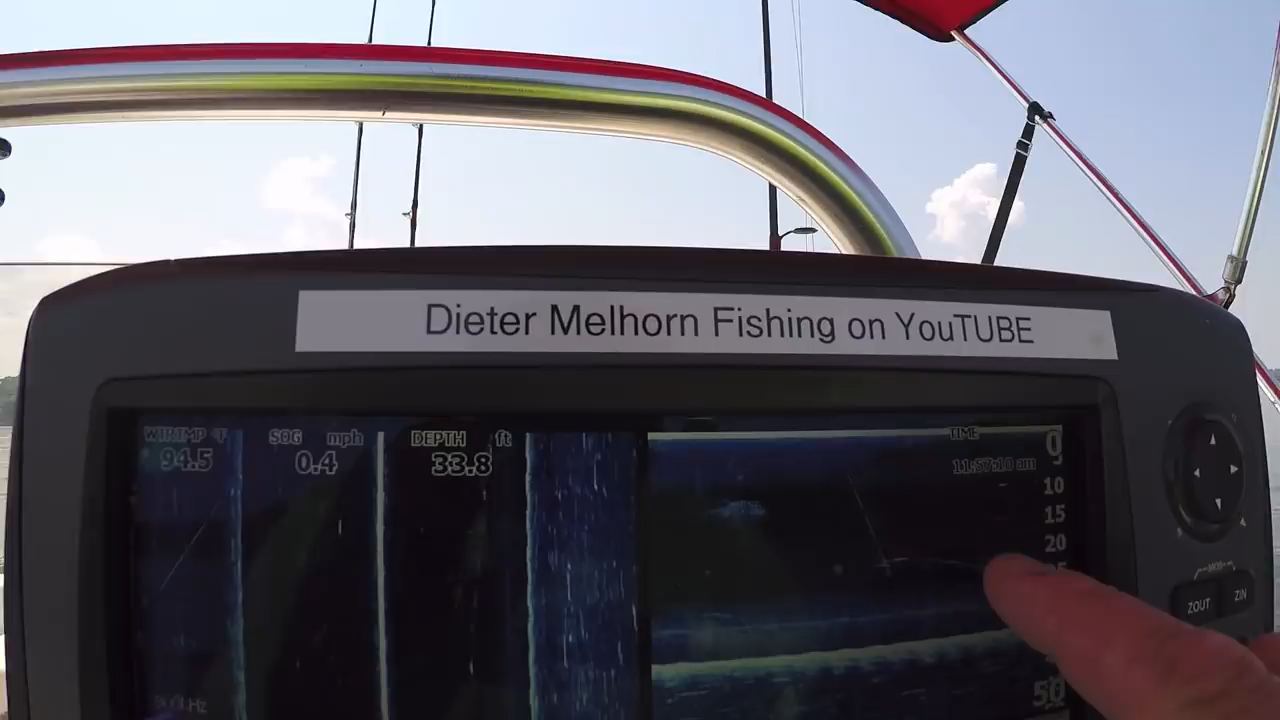 Dieter Melhorn Fishing on YouTUBE
WTRTMP °F SOG mph DEPTH ft TIME
94.5 0.4 33.8 11:57:10 am
0
10
15
20
50
ZOUT ZIN